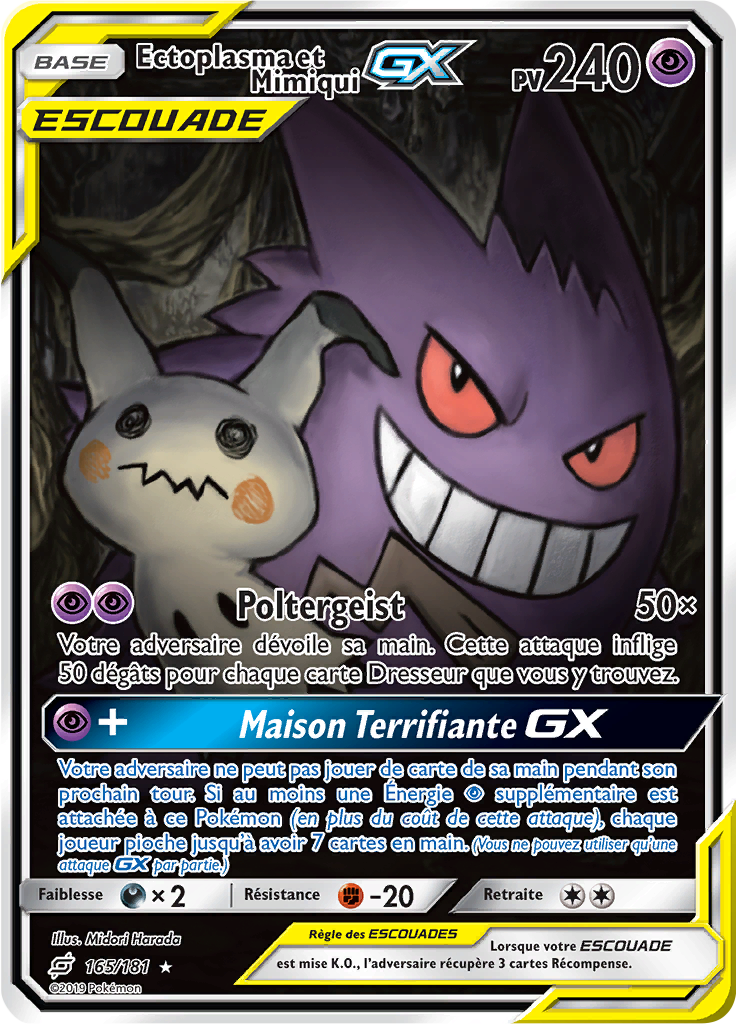 BASE
Ectoplasma et
Mimiqui GX
PV 240
ESCOUADE
Poltergeist 50×
Votre adversaire dévoile sa main. Cette attaque inflige
50 dégâts pour chaque carte Dresseur que vous y trouvez.
+ Maison Terrifiante GX
Votre adversaire ne peut pas jouer de carte de sa main pendant son
prochain tour. Si au moins une Énergie supplémentaire est
attachée à ce Pokémon (en plus du coût de cette attaque), chaque
joueur pioche jusqu'à avoir 7 cartes en main. (Vous ne pouvez utiliser qu'une
attaque GX par partie.)
Faiblesse × 2 Résistance -20 Retraite
Illus. Midori Harada
165/181 ★
©2019 Pokémon
Règle des ESCOUADES Lorsque votre ESCOUADE
est mise K.O., l'adversaire récupère 3 cartes Récompense.